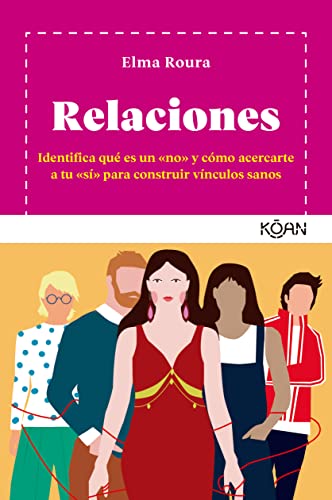 Elma Roura
Relaciones
Identifica qué es un «no» y cómo acercarte
a tu «sí» para construir vínculos sanos
KŌAN